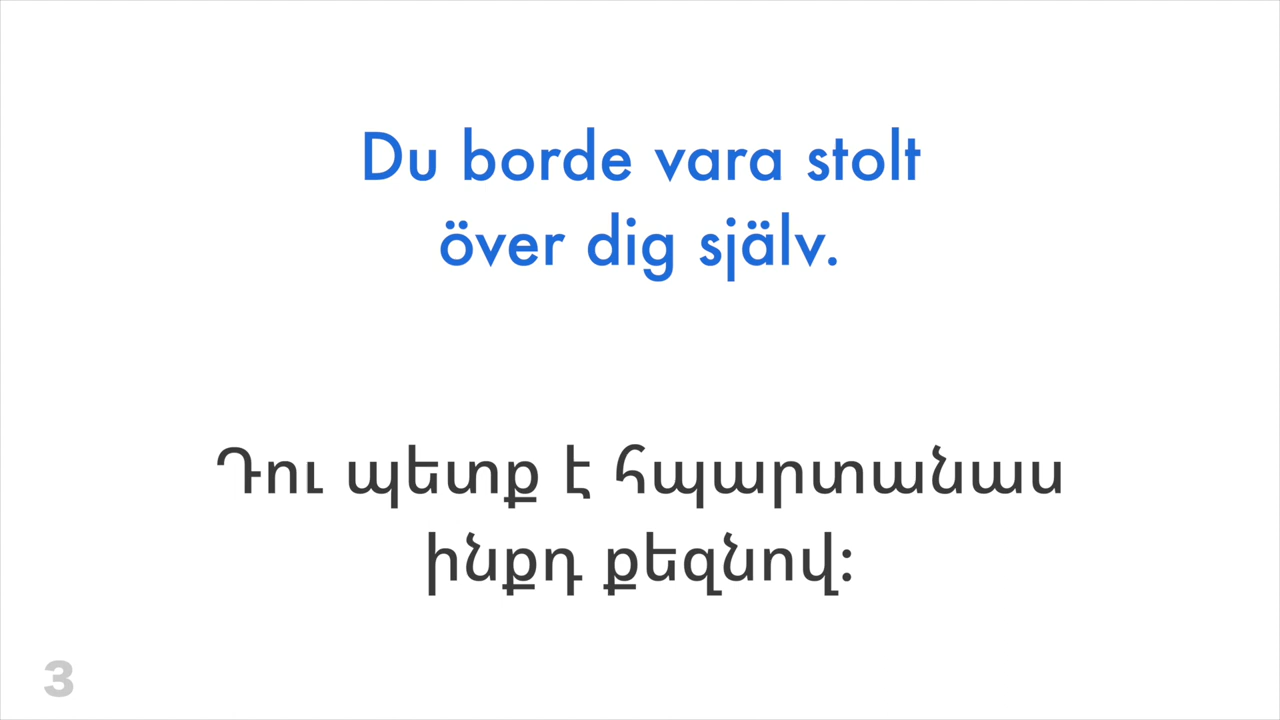 Du borde vara stolt
över dig själv.
Դու պետք է հպարտանաս
ինքդ քեզնով:
3